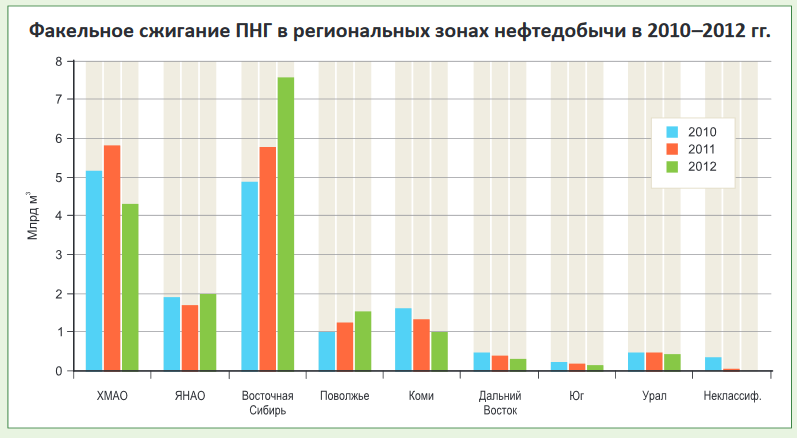 Факельное сжигание ПНГ в региональных зонах нефтедобычи в 2010–2012 гг.
8
7
6
5
4
3
2
1
0
Млрд м³
2010
2011
2012
ХМАО
ЯНАО
Восточная
Сибирь
Поволжье
Коми
Дальний
Восток
Юг
Урал
Неклассиф.